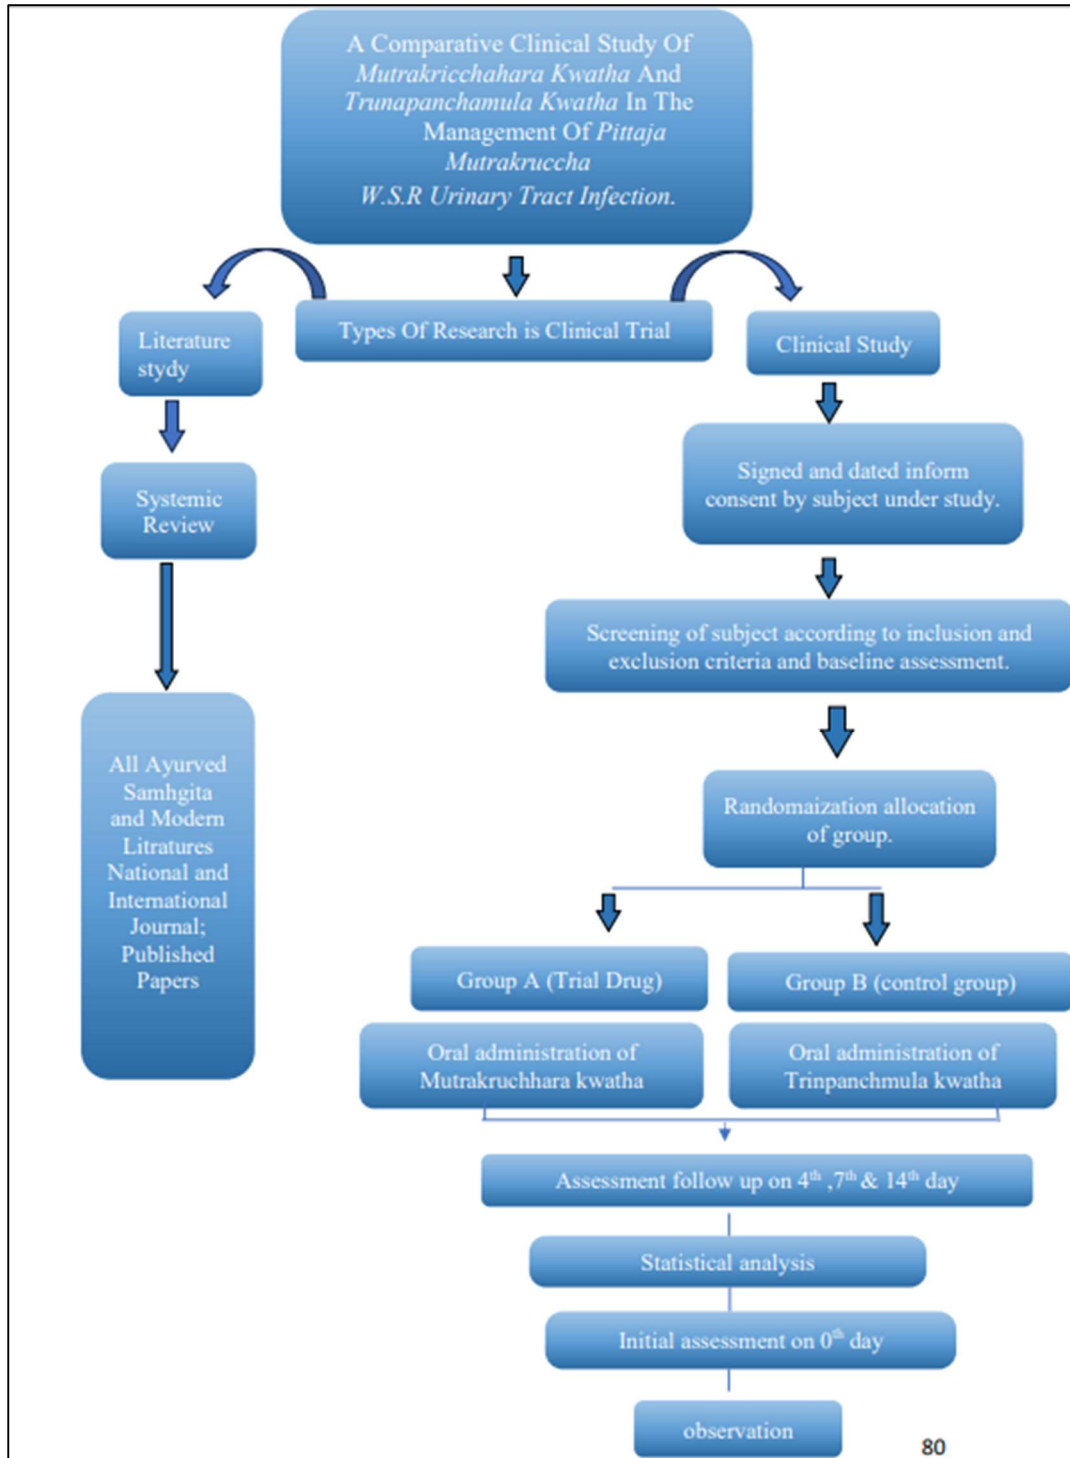 A Comparative Clinical Study Of
Mutrakricchahara Kwatha And
Trunapanchamula Kwatha In The
Management Of Pittaja
Mutrakruccha
W.S.R Urinary Tract Infection.
Types Of Research is Clinical Trial
Literature
stydy
Systemic
Review
All Ayurved
Samhgita
and Modern
Litratures
National and
International
Journal;
Published
Papers
Clinical Study
Signed and dated inform
consent by subject under study.
Screening of subject according to inclusion and
exclusion criteria and baseline assessment.
Randomaization allocation
of group.
Group A (Trial Drug)
Group B (control group)
Oral administration of
Mutrakruchhara kwatha
Oral administration of
Trinpanchmula kwatha
Assessment follow up on 4th ,7th & 14th day
Statistical analysis
Initial assessment on 0th day
observation
80